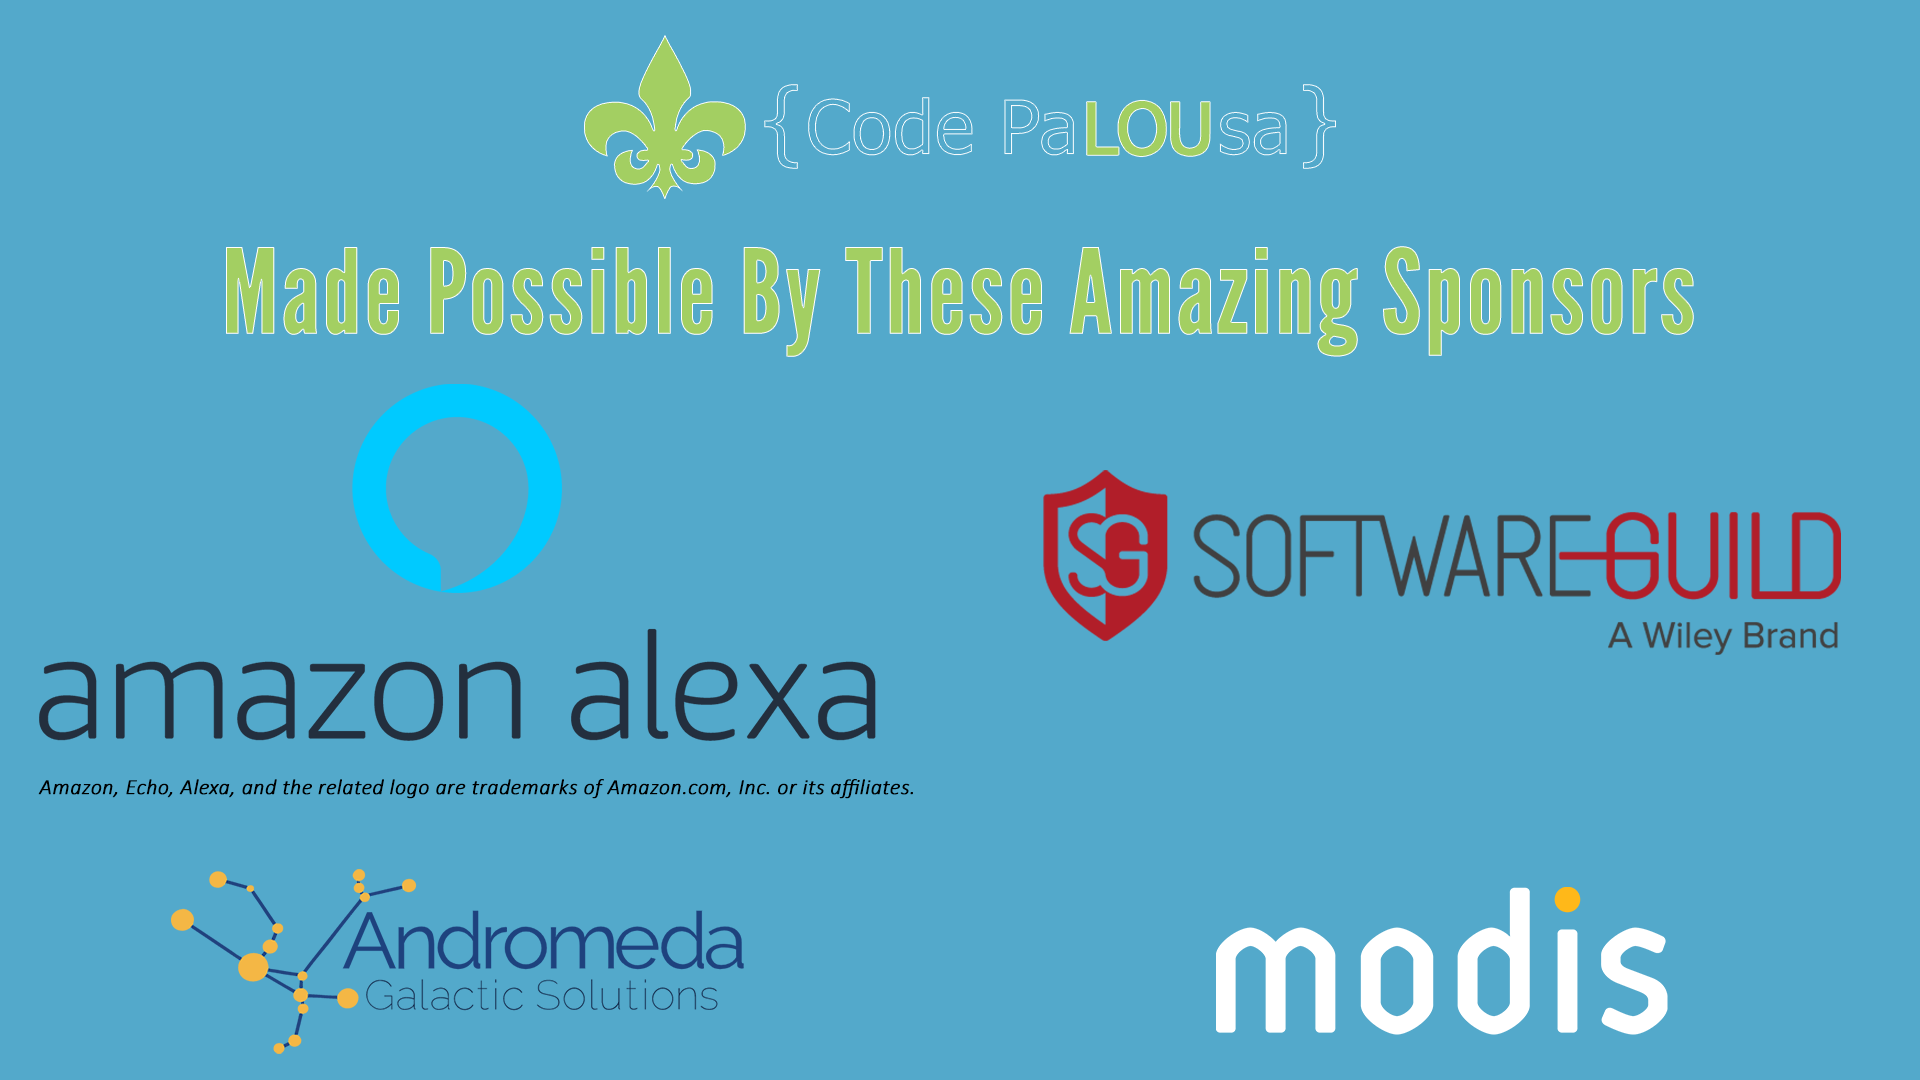 {Code PaLOUsa}
Made Possible By These Amazing Sponsors
SG SOFTWARE GUILD
A Wiley Brand
amazon alexa
Amazon, Echo, Alexa, and the related logo are trademarks of Amazon.com, Inc. or its affiliates.
Andromeda
Galactic Solutions
modis